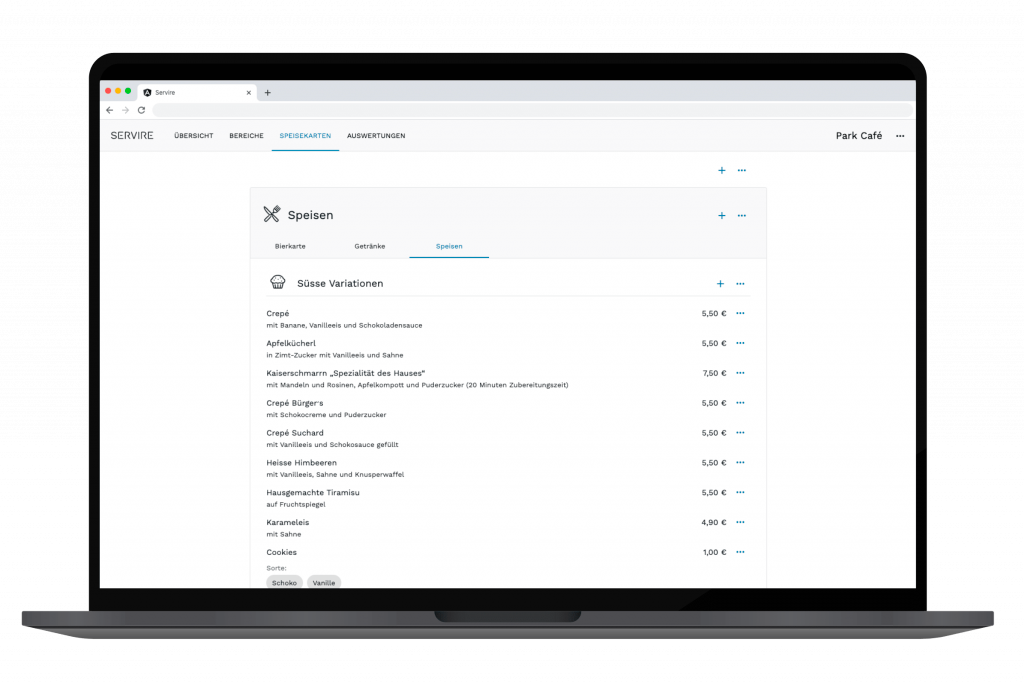 Servire
SERVIRE ÜBERSICHT BEREICHE SPEISEKARTEN AUSWERTUNGEN Park Café
Speisen
Bierkarte Getränke Speisen
Süsse Variationen
Crepé 5,50 €
mit Banane, Vanilleeis und Schokoladensauce
Apfelkücherl 5,50 €
in Zimt-Zucker mit Vanilleeis und Sahne
Kaiserschmarrn „Spezialität des Hauses“ 7,50 €
mit Mandeln und Rosinen, Apfelkompott und Puderzucker (20 Minuten Zubereitungszeit)
Crepé Bürger's 5,50 €
mit Schokocreme und Puderzucker
Crepé Suchard 5,50 €
mit Vanilleeis und Schokosauce gefüllt
Heisse Himbeeren 5,50 €
mit Vanilleeis, Sahne und Knusperwaffel
Hausgemachte Tiramisu 5,50 €
auf Fruchtspiegel
Karameleis 4,90 €
mit Sahne
Cookies 1,00 €
Sorte:
Schoko Vanille